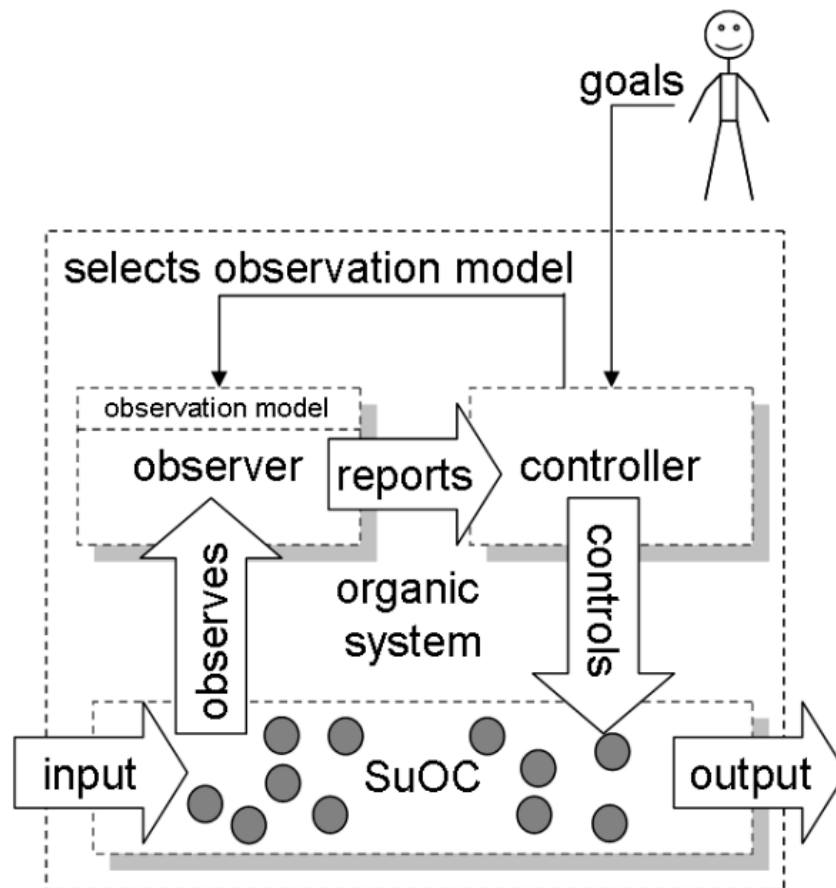 goals
selects observation model
observation model
observer
reports
controller
observes
controls
organic
system
input
SuOC
output